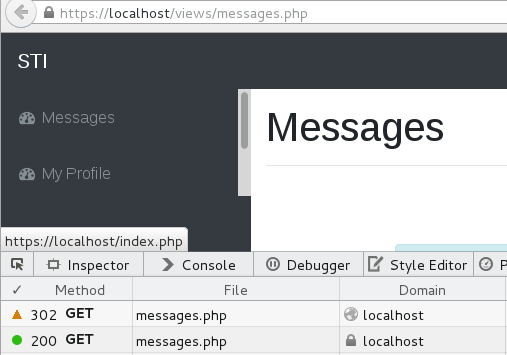 https://localhost/views/messages.php
STI
Messages
My Profile
Messages
https://localhost/index.php
Inspector Console Debugger Style Editor P
✓ Method File Domain
302 GET messages.php localhost
200 GET messages.php localhost